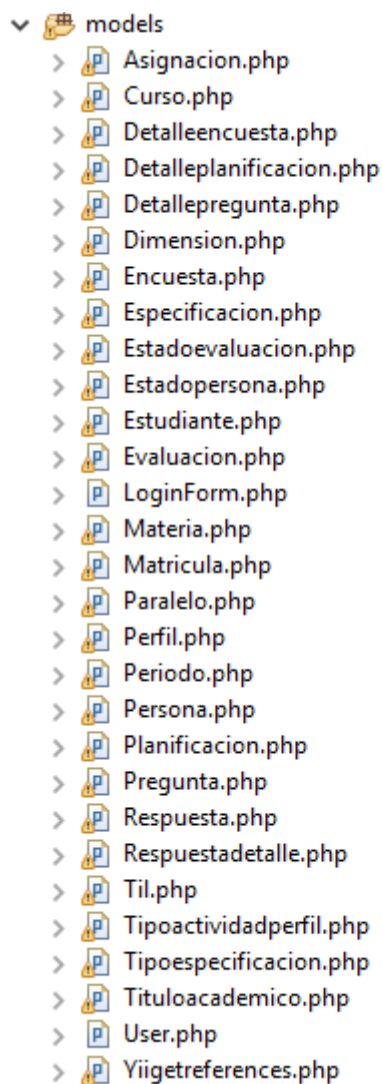 models
Asignacion.php
Curso.php
Detalleencuesta.php
Detalleplanificacion.php
Detallepregunta.php
Dimension.php
Encuesta.php
Especificacion.php
Estadoevaluacion.php
Estadopersona.php
Estudiante.php
Evaluacion.php
LoginForm.php
Materia.php
Matricula.php
Paralelo.php
Perfil.php
Periodo.php
Persona.php
Planificacion.php
Pregunta.php
Respuesta.php
Respuestadetalle.php
Til.php
Tipoactividadperfil.php
Tipoespecificacion.php
Tituloacademico.php
User.php
Yiigetreferences.php